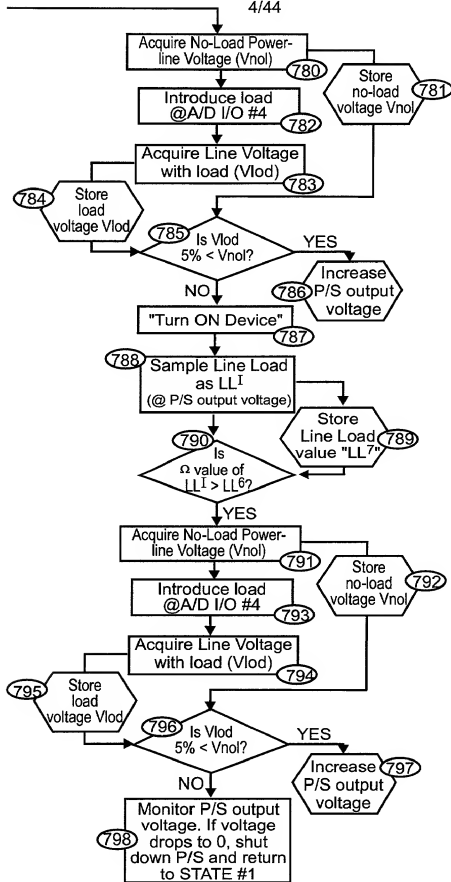 4/44
Acquire No-Load Power-
line Voltage (Vnol)
780
Store
no-load
voltage Vnol
781
Introduce load
@A/D I/O #4
782
Acquire Line Voltage
with load (Vlod)
783
784
Store
load
voltage Vlod
785
Is Vlod
5% < Vnol?
YES
Increase
P/S output
voltage
786
NO
"Turn ON Device"
787
788
Sample Line Load
as LLᴵ
(@ P/S output voltage)
Store
Line Load
value "LL⁷"
789
790
Is
Ω value of
LLᴵ > LL⁶?
YES
Acquire No-Load Power-
line Voltage (Vnol)
791
Store
no-load
voltage Vnol
792
Introduce load
@A/D I/O #4
793
Acquire Line Voltage
with load (Vlod)
794
795
Store
load
voltage Vlod
796
Is Vlod
5% < Vnol?
YES
Increase
P/S output
voltage
797
NO
Monitor P/S output
voltage. If voltage
drops to 0, shut
down P/S and return
to STATE #1
798